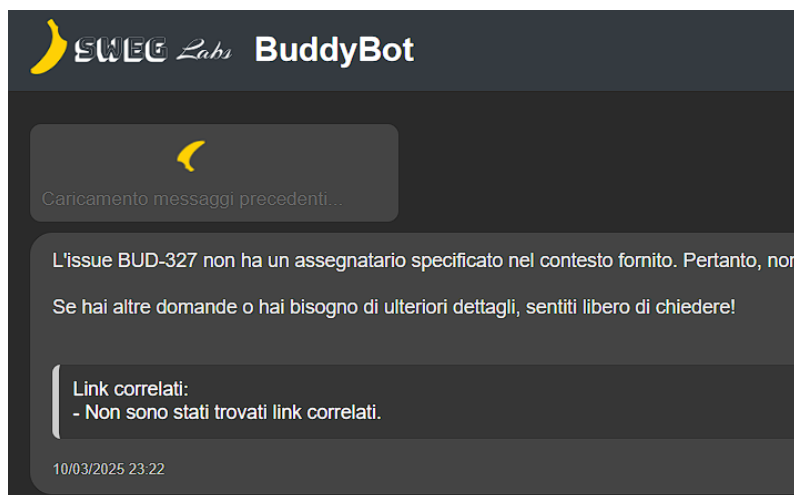 SWEG Labs BuddyBot
Caricamento messaggi precedenti...
L'issue BUD-327 non ha un assegnatario specificato nel contesto fornito. Pertanto, non
Se hai altre domande o hai bisogno di ulteriori dettagli, sentiti libero di chiedere!
Link correlati:
- Non sono stati trovati link correlati.
10/03/2025 23:22